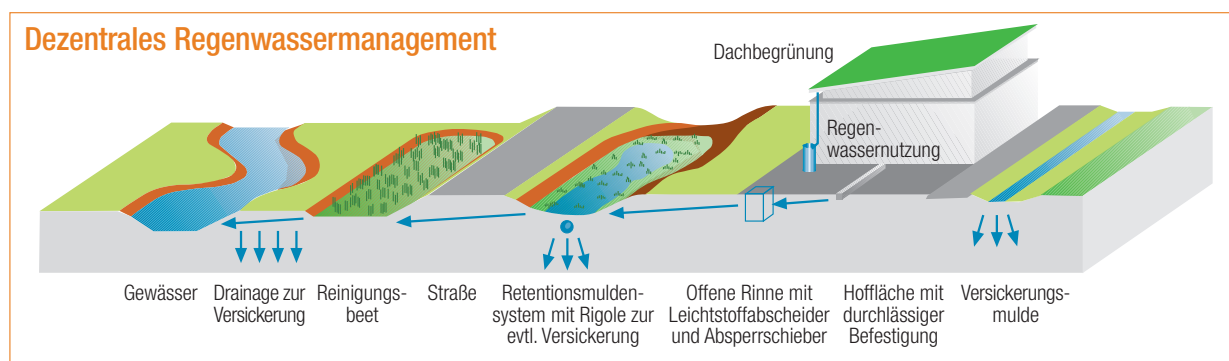 Dezentrales Regenwassermanagement
Dachbegrünung
Regen-
wassernutzung
Gewässer
Drainage zur
Versickerung
Reinigungs-
beet
Straße
Retentionsmulden-
system mit Rigole zur
evtl. Versickerung
Offene Rinne mit
Leichtstoffabscheider
und Absperrschieber
Hoffläche mit
durchlässiger
Befestigung
Versickerungs-
mulde